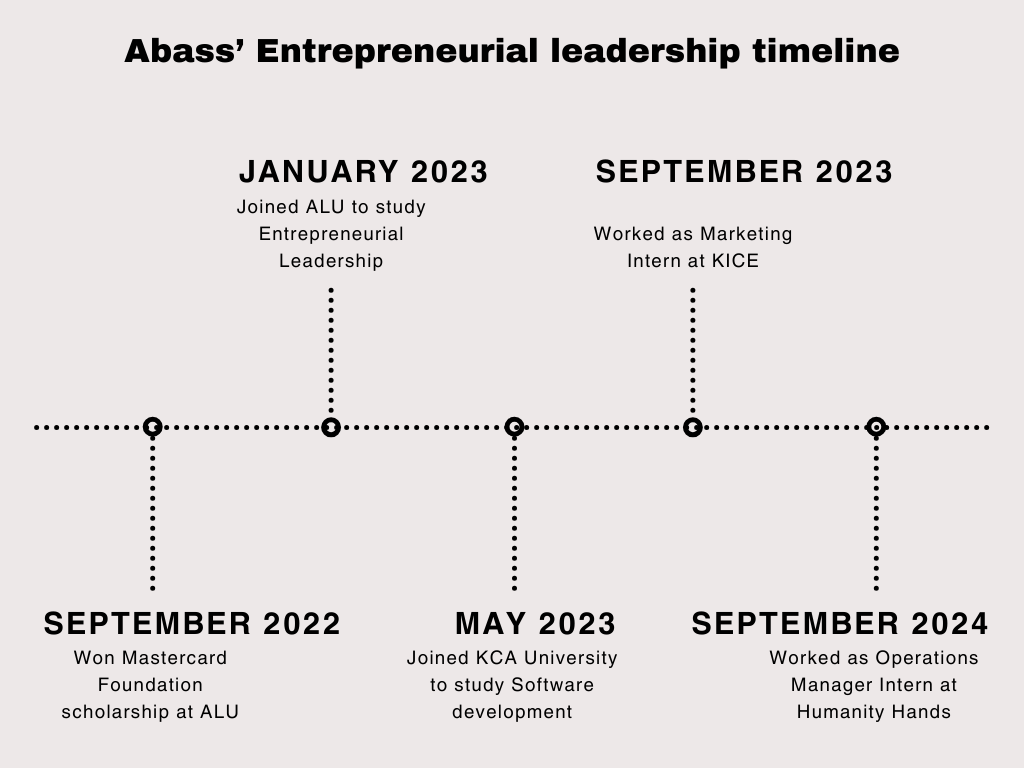 Abass’ Entrepreneurial leadership timeline
JANUARY 2023
Joined ALU to study
Entrepreneurial
Leadership
SEPTEMBER 2023
Worked as Marketing
Intern at KICE
SEPTEMBER 2022
Won Mastercard
Foundation
scholarship at ALU
MAY 2023
Joined KCA University
to study Software
development
SEPTEMBER 2024
Worked as Operations
Manager Intern at
Humanity Hands